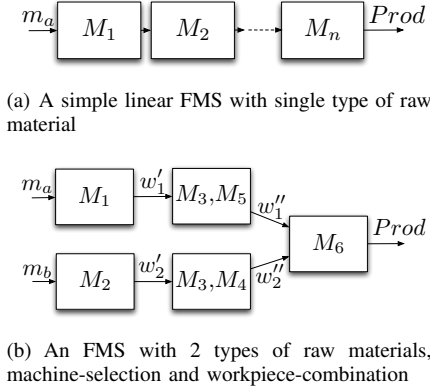 m_a M_1 M_2 M_n Prod
(a) A simple linear FMS with single type of raw
material
m_a M_1 w'_1 M_3,M_5 w''_1
M_6 Prod
m_b M_2 w'_2 M_3,M_4 w''_2
(b) An FMS with 2 types of raw materials,
machine-selection and workpiece-combination